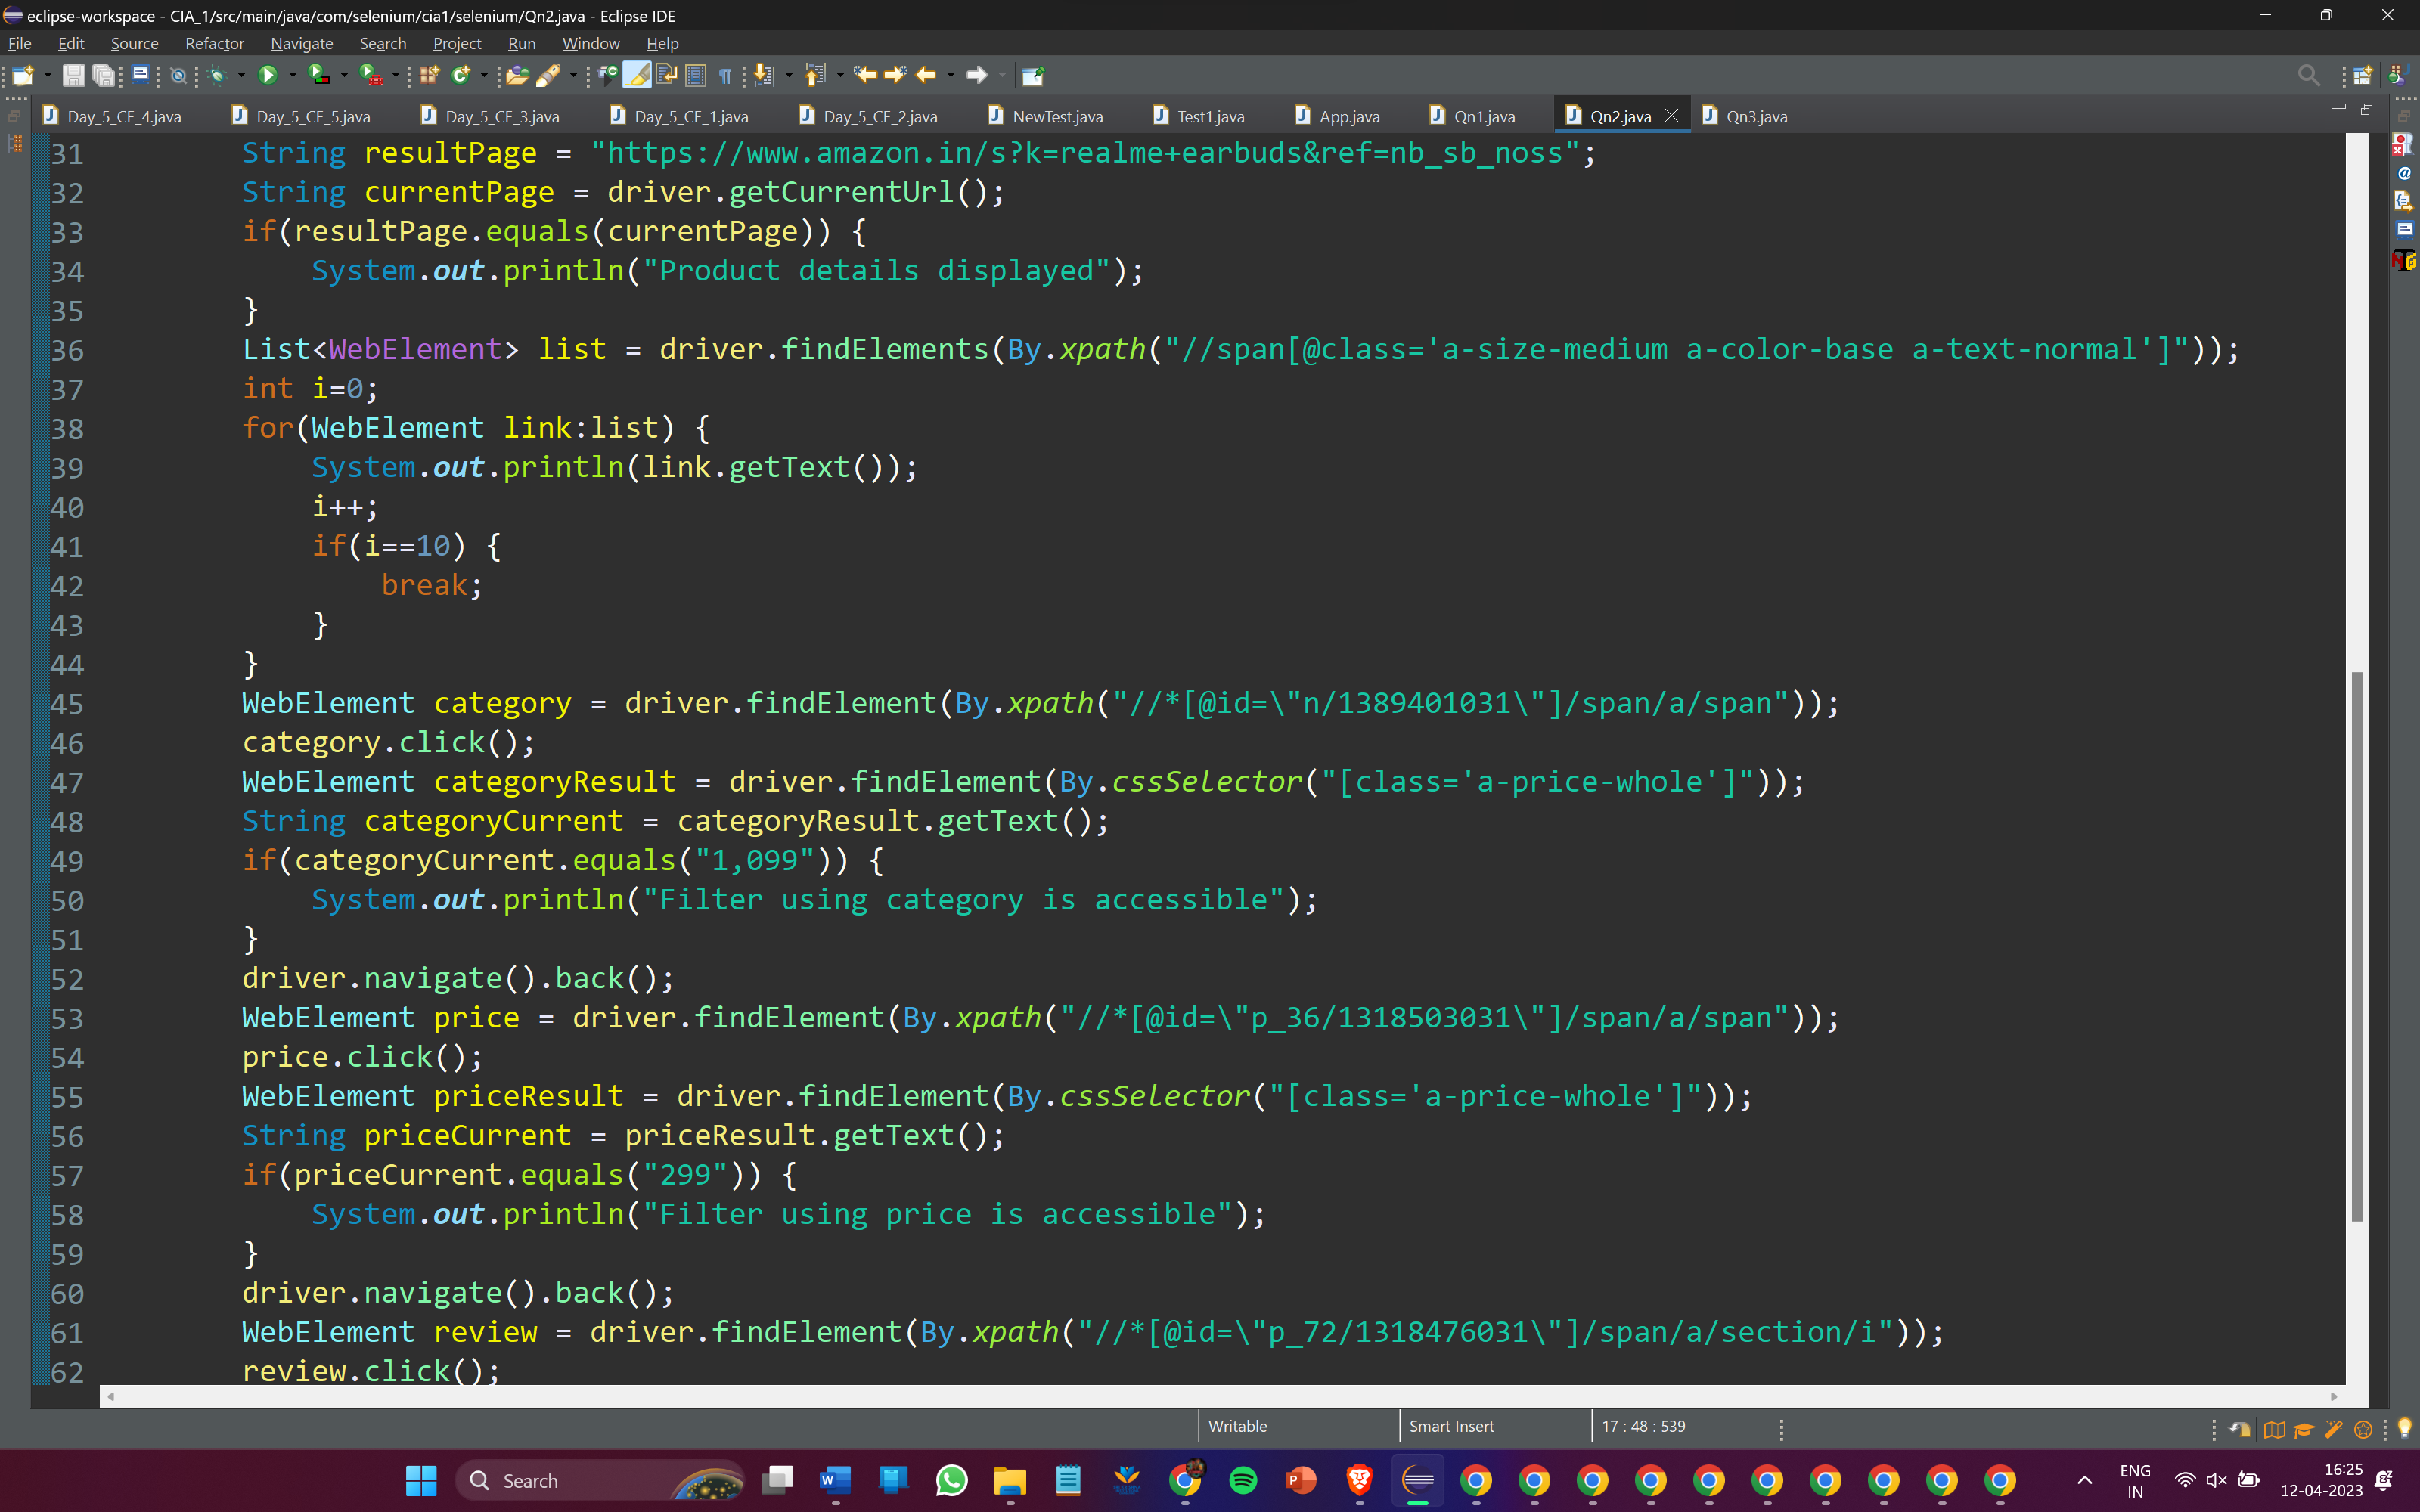 eclipse-workspace - CIA_1/src/main/java/com/selenium/cia1/selenium/Qn2.java - Eclipse IDE
File Edit Source Refactor Navigate Search Project Run Window Help
Day_5_CE_4.java Day_5_CE_5.java Day_5_CE_3.java Day_5_CE_1.java Day_5_CE_2.java NewTest.java Test1.java App.java Qn1.java Qn2.java Qn3.java
31 String resultPage = "https://www.amazon.in/s?k=realme+earbuds&ref=nb_sb_noss";
32 String currentPage = driver.getCurrentUrl();
33 if(resultPage.equals(currentPage)) {
34 System.out.println("Product details displayed");
35 }
36 List<WebElement> list = driver.findElements(By.xpath("//span[@class='a-size-medium a-color-base a-text-normal']"));
37 int i=0;
38 for(WebElement link:list) {
39 System.out.println(link.getText());
40 i++;
41 if(i==10) {
42 break;
43 }
44 }
45 WebElement category = driver.findElement(By.xpath("//*[@id=\"n/1389401031\"]/span/a/span"));
46 category.click();
47 WebElement categoryResult = driver.findElement(By.cssSelector("[class='a-price-whole']"));
48 String categoryCurrent = categoryResult.getText();
49 if(categoryCurrent.equals("1,099")) {
50 System.out.println("Filter using category is accessible");
51 }
52 driver.navigate().back();
53 WebElement price = driver.findElement(By.xpath("//*[@id=\"p_36/1318503031\"]/span/a/span"));
54 price.click();
55 WebElement priceResult = driver.findElement(By.cssSelector("[class='a-price-whole']"));
56 String priceCurrent = priceResult.getText();
57 if(priceCurrent.equals("299")) {
58 System.out.println("Filter using price is accessible");
59 }
60 driver.navigate().back();
61 WebElement review = driver.findElement(By.xpath("//*[@id=\"p_72/1318476031\"]/span/a/section/i"));
62 review.click();
Writable Smart Insert 17 : 48 : 539
Search
ENG
IN
16:25
12-04-2023